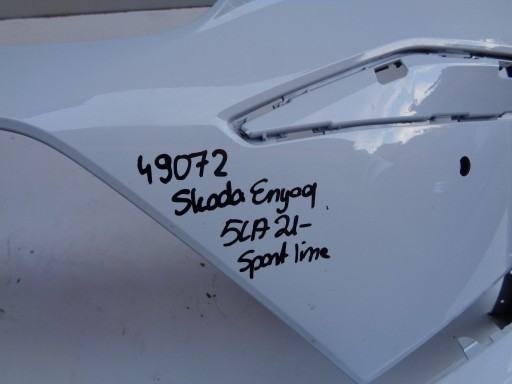 49072
Skoda Enyaq
5LA 21-
Sport line